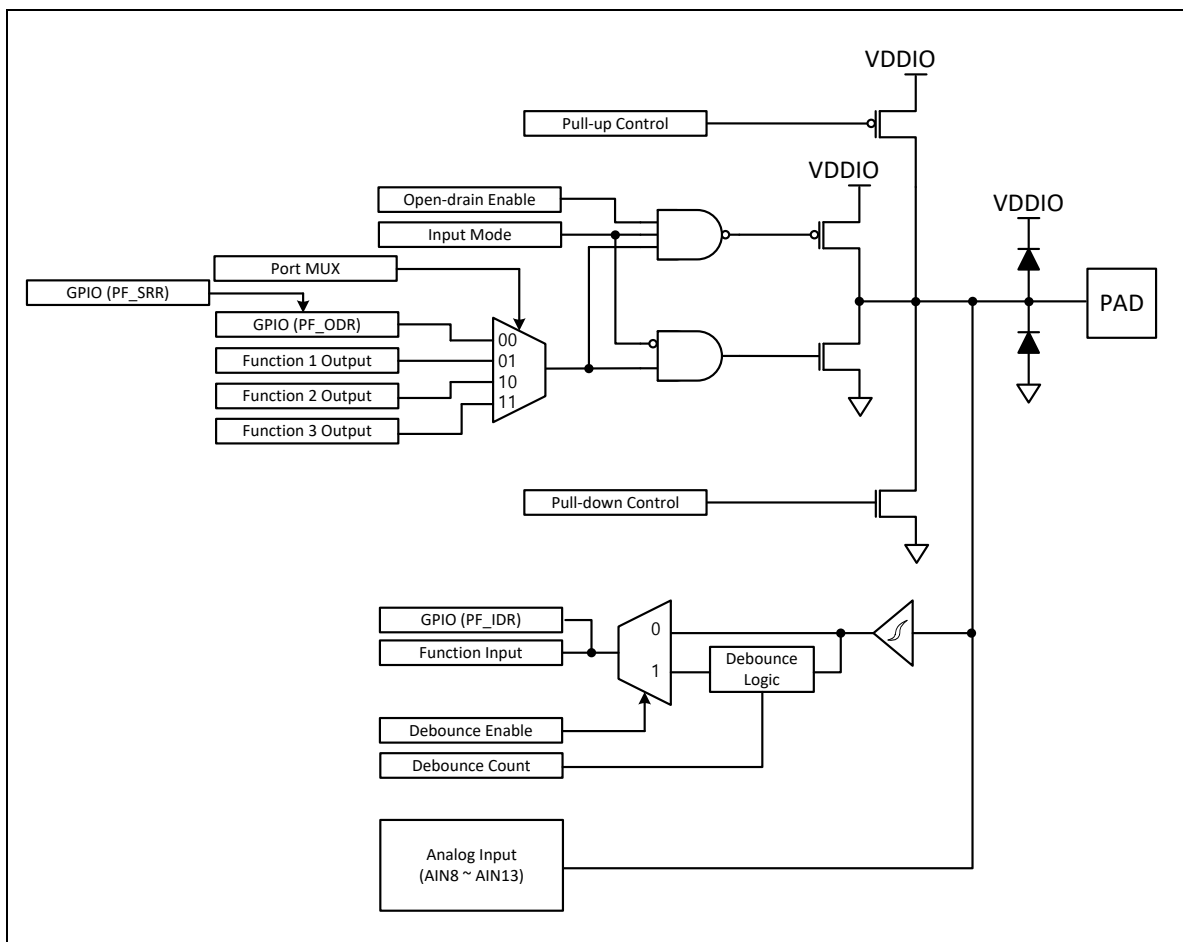 VDDIO
Pull-up Control
VDDIO
Open-drain Enable
VDDIO
Input Mode
Port MUX
GPIO (PF_SRR)
PAD
GPIO (PF_ODR)
00
Function 1 Output
01
10
Function 2 Output
11
Function 3 Output
Pull-down Control
GPIO (PF_IDR)
0
Function Input
Debounce
Logic
1
Debounce Enable
Debounce Count
Analog Input
(AIN8 ~ AIN13)